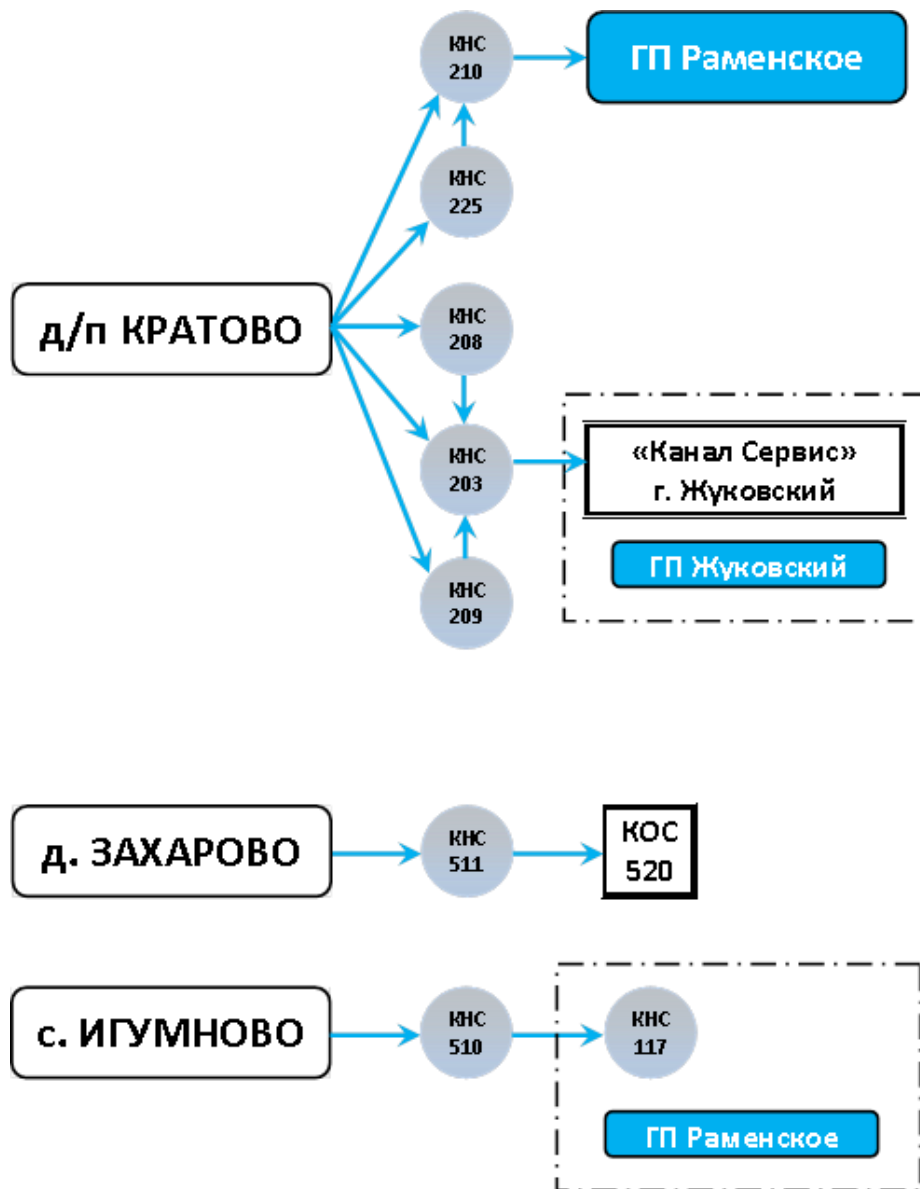 КНС
210
ГП Раменское
КНС
225
д/п КРАТОВО
КНС
208
КНС
203
«Канал Сервис»
г. Жуковский
ГП Жуковский
КНС
209
д. ЗАХАРОВО
КНС
511
КОС
520
с. ИГУМНОВО
КНС
510
КНС
117
ГП Раменское